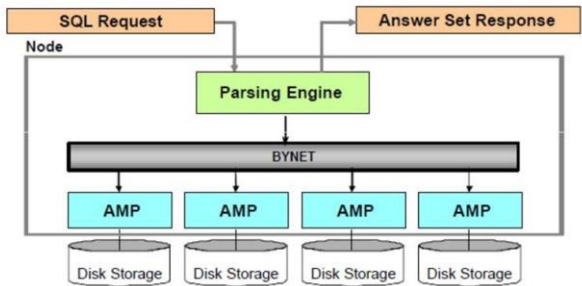 SQL Request
Answer Set Response
Node
Parsing Engine
BYNET
AMP
AMP
AMP
AMP
Disk Storage
Disk Storage
Disk Storage
Disk Storage